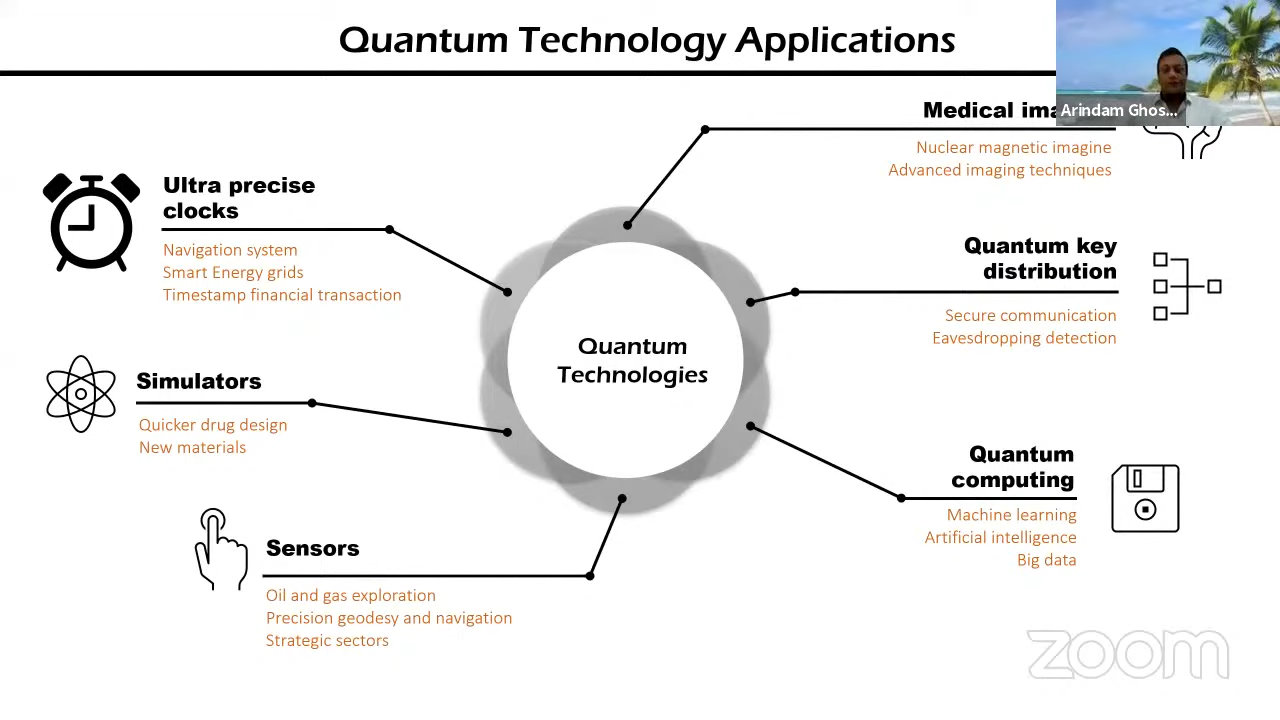 Quantum Technology Applications
Arindam Ghos...
Medical ima
Nuclear magnetic imagine
Advanced imaging techniques
Ultra precise
clocks
Navigation system
Smart Energy grids
Timestamp financial transaction
Quantum key
distribution
Secure communication
Eavesdropping detection
Quantum
Technologies
Simulators
Quicker drug design
New materials
Quantum
computing
Machine learning
Artificial intelligence
Big data
Sensors
Oil and gas exploration
Precision geodesy and navigation
Strategic sectors
zoom